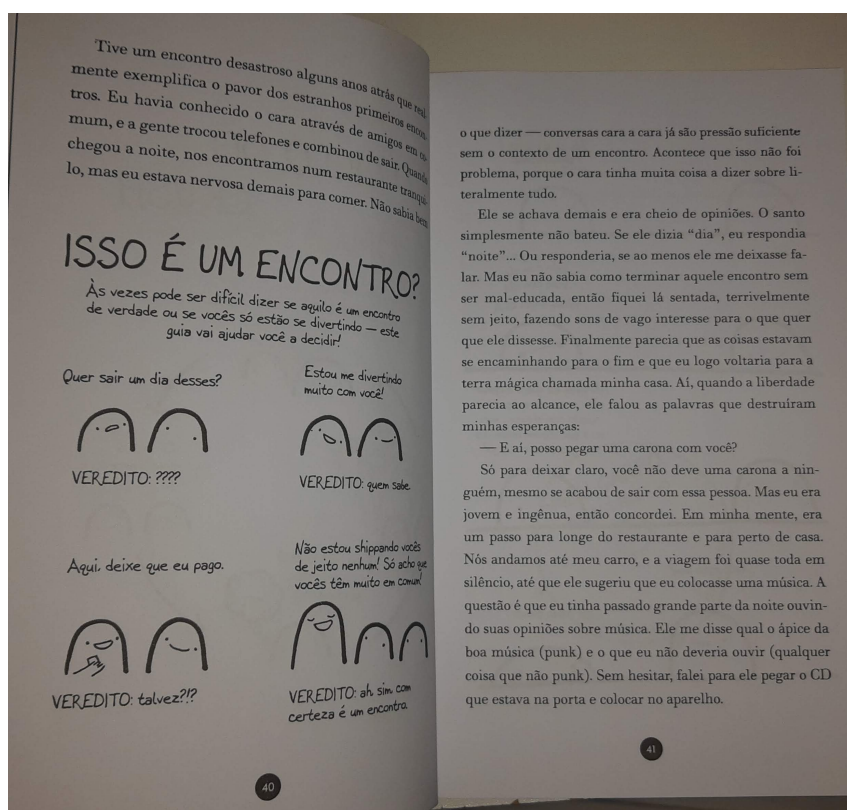 Tive um encontro desastroso alguns anos atrás que real-
mente exemplifica o pavor dos estranhos primeiros encon-
tros. Eu havia conhecido o cara através de amigos em co-
mum, e a gente trocou telefones e combinou de sair. Quando
chegou a noite, nos encontramos num restaurante tranqui-
lo, mas eu estava nervosa demais para comer. Não sabia bem
ISSO É UM ENCONTRO?
Às vezes pode ser difícil dizer se aquilo é um encontro
de verdade ou se vocês só estão se divertindo — este
guia vai ajudar você a decidir!
Quer sair um dia desses?
VEREDITO: ????
Estou me divertindo
muito com você!
VEREDITO: quem sabe.
Aqui, deixe que eu pago.
VEREDITO: talvez?!?
Não estou shippando vocês
de jeito nenhum! Só acho que
vocês têm muito em comum!
VEREDITO: ah sim, com
certeza é um encontro.
40
o que dizer — conversas cara a cara já são pressão suficiente
sem o contexto de um encontro. Acontece que isso não foi
problema, porque o cara tinha muita coisa a dizer sobre li-
teralmente tudo.
Ele se achava demais e era cheio de opiniões. O santo
simplesmente não bateu. Se ele dizia “dia”, eu respondia
“noite”... Ou responderia, se ao menos ele me deixasse fa-
lar. Mas eu não sabia como terminar aquele encontro sem
ser mal-educada, então fiquei lá sentada, terrivelmente
sem jeito, fazendo sons de vago interesse para o que quer
que ele dissesse. Finalmente parecia que as coisas estavam
se encaminhando para o fim e que eu logo voltaria para a
terra mágica chamada minha casa. Aí, quando a liberdade
parecia ao alcance, ele falou as palavras que destruíram
minhas esperanças:
— E aí, posso pegar uma carona com você?
Só para deixar claro, você não deve uma carona a nin-
guém, mesmo se acabou de sair com essa pessoa. Mas eu era
jovem e ingênua, então concordei. Em minha mente, era
um passo para longe do restaurante e para perto de casa.
Nós andamos até meu carro, e a viagem foi quase toda em
silêncio, até que ele sugeriu que eu colocasse uma música. A
questão é que eu tinha passado grande parte da noite ouvin-
do suas opiniões sobre música. Ele me disse qual o ápice da
boa música (punk) e o que eu não deveria ouvir (qualquer
coisa que não punk). Sem hesitar, falei para ele pegar o CD
que estava na porta e colocar no aparelho.
41